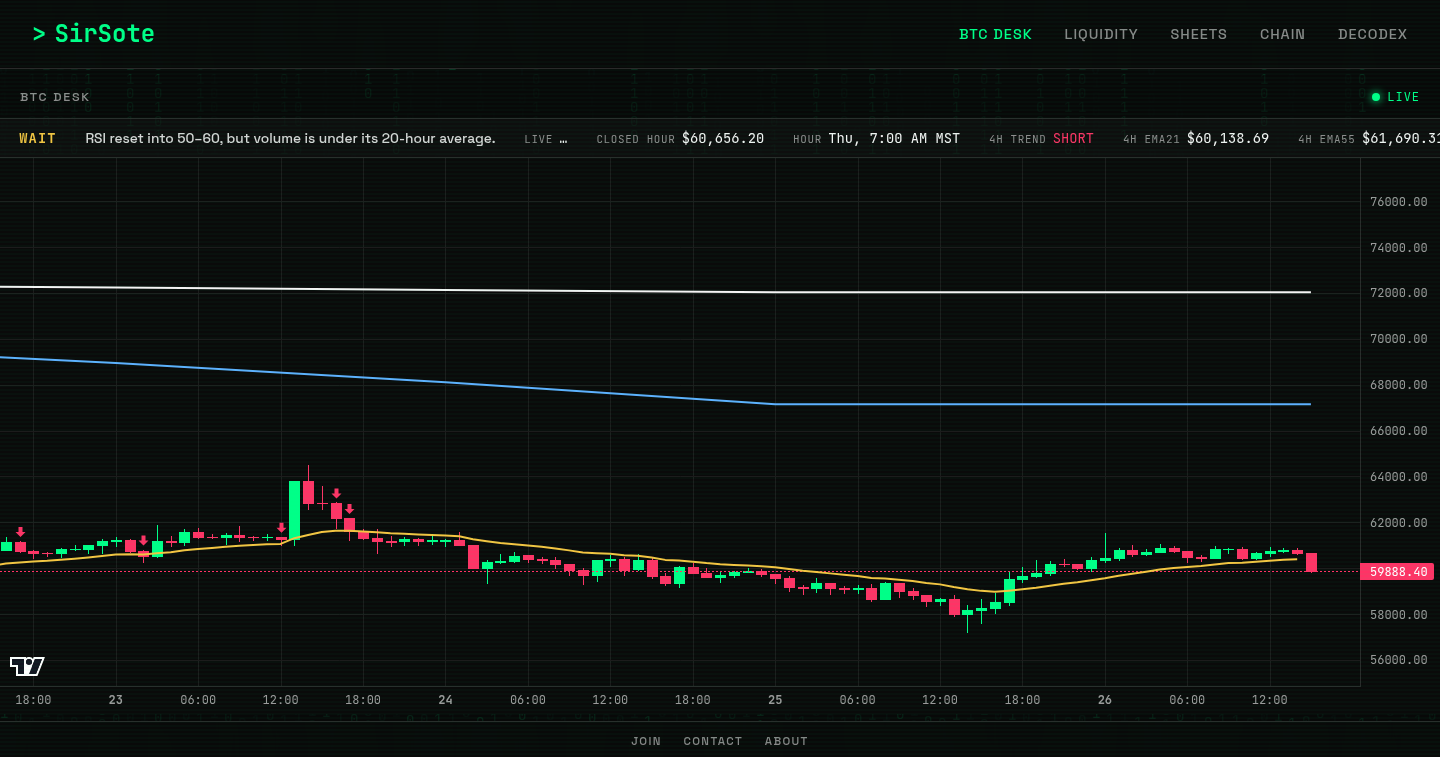 > SirSote
BTC DESK LIQUIDITY SHEETS CHAIN DECODEX
BTC DESK
LIVE
WAIT RSI reset into 50–60, but volume is under its 20-hour average. LIVE … CLOSED HOUR $60,656.20 HOUR Thu, 7:00 AM MST 4H TREND SHORT 4H EMA21 $60,138.69 4H EMA55 $61,690.31
76000.00
74000.00
72000.00
70000.00
68000.00
66000.00
64000.00
62000.00
59888.40
58000.00
56000.00
18:00 23 06:00 12:00 18:00 24 06:00 12:00 18:00 25 06:00 12:00 18:00 26 06:00 12:00
JOIN CONTACT ABOUT